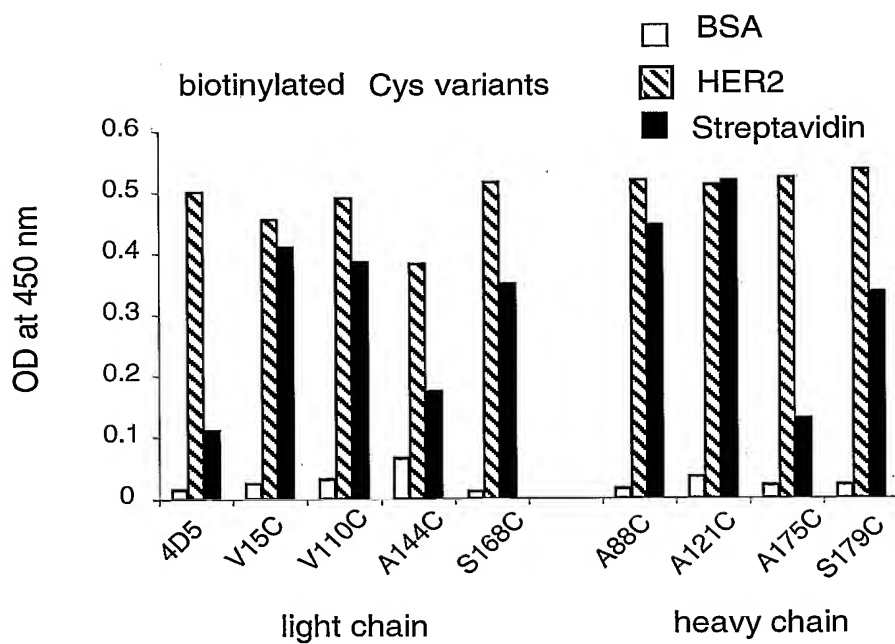 BSA
HER2
Streptavidin
biotinylated Cys variants
OD at 450 nm
0.6
0.5
0.4
0.3
0.2
0.1
0
4D5
V15C
V110C
A144C
S168C
A88C
A121C
A175C
S179C
light chain
heavy chain